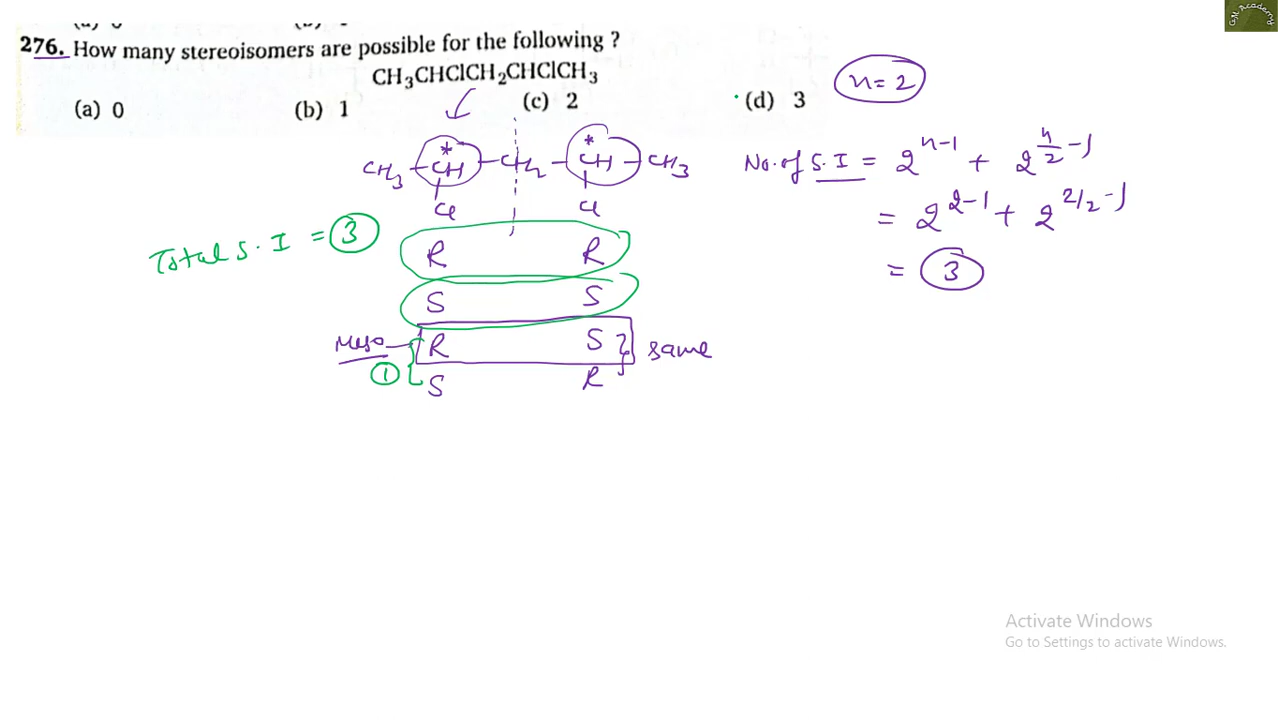 GM Academy
276. How many stereoisomers are possible for the following ?
CH3CHClCH2CHClCH3
(a) 0 (b) 1 (c) 2 (d) 3
n=2
CH3 - CH - CH2 - CH - CH3
* *
Cl Cl
No. of S.I = 2^(n-1) + 2^(n/2 -1)
= 2^(2-1) + 2^(2/2 -1)
= 3
Total S.I = 3
R R
S S
Meso R S same
1 S R
Activate Windows
Go to Settings to activate Windows.